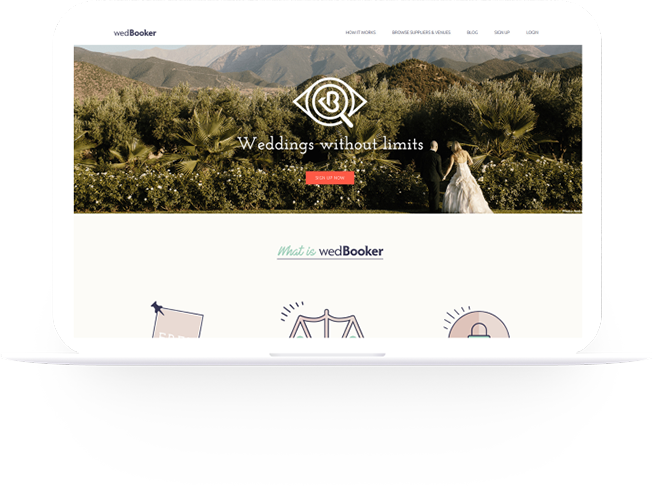 wedBooker
HOW IT WORKS
BROWSE SUPPLIERS & VENUES
BLOG
SIGN UP
LOGIN
Weddings without limits
SIGN UP NOW
What is wedBooker